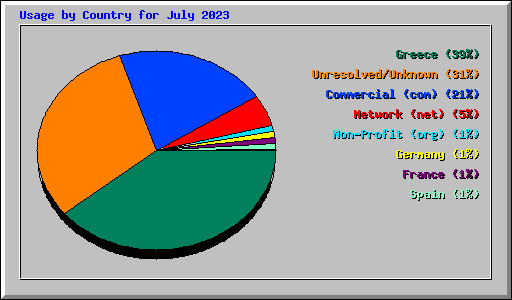 Usage by Country for July 2023
Greece (39%)
Unresolved/Unknown (31%)
Commercial (com) (21%)
Network (net) (5%)
Non-Profit (org) (1%)
Germany (1%)
France (1%)
Spain (1%)